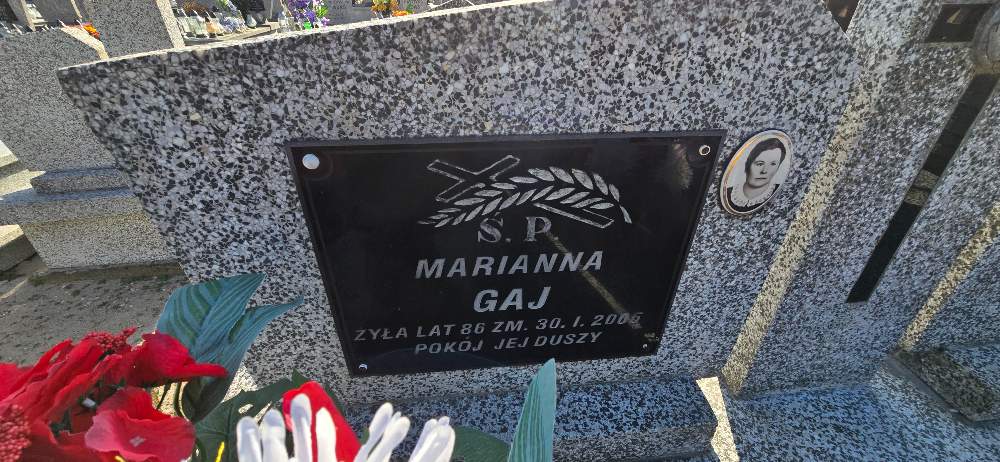 Ś. P.
MARIANNA
GAJ
ŻYŁA LAT 86 ZM. 30. I. 2006
POKÓJ JEJ DUSZY